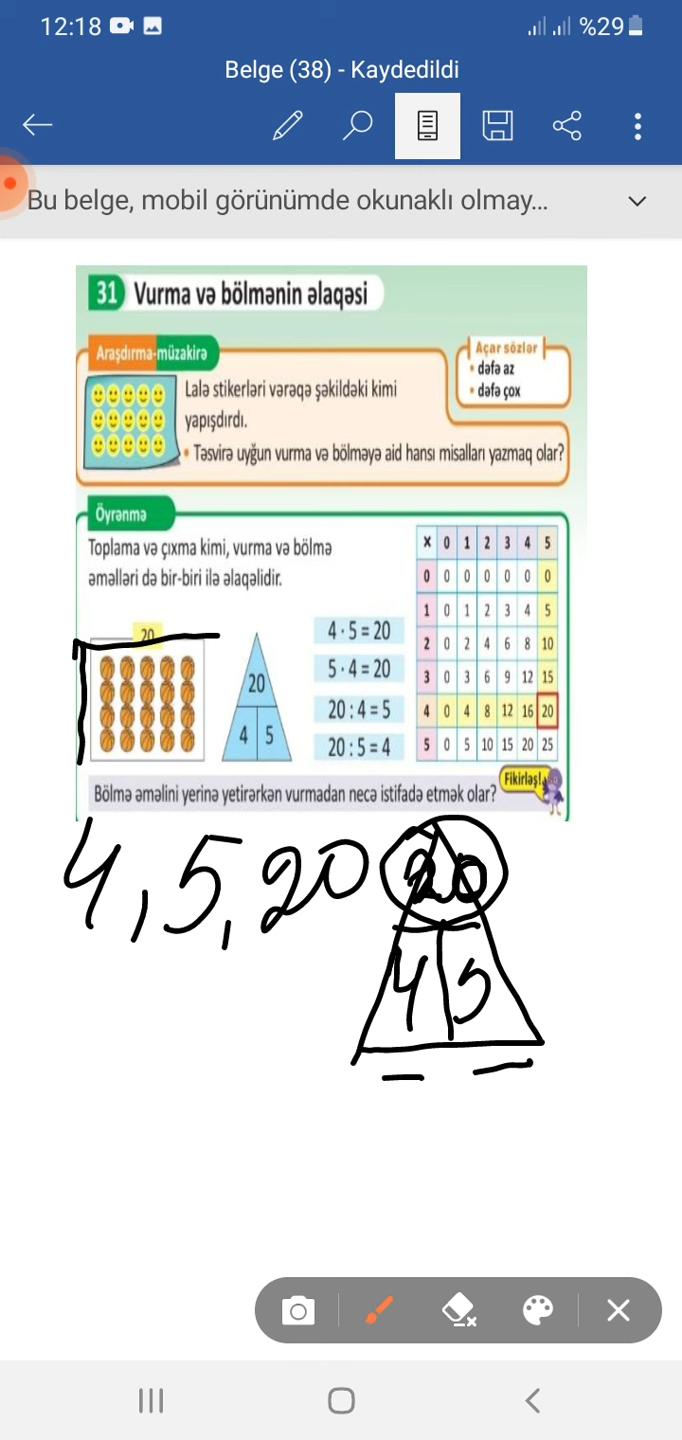 12:18 %29
Belge (38) - Kaydedildi
Bu belge, mobil görünümde okunaklı olmay...
31 Vurma və bölmənin əlaqəsi
Araşdırma-müzakirə
Lalə stikerləri vərəqə şəkildəki kimi
yapışdırdı.
• Təsvirə uyğun vurma və bölməyə aid hansı misalları yazmaq olar?
Açar sözlər
• dəfə az
• dəfə çox
Öyrənmə
Toplama və çıxma kimi, vurma və bölmə
əməlləri də bir-biri ilə əlaqəlidir.
20
20
4 5
4 · 5 = 20
5 · 4 = 20
20 : 4 = 5
20 : 5 = 4
x 0 1 2 3 4 5
0 0 0 0 0 0 0
1 0 1 2 3 4 5
2 0 2 4 6 8 10
3 0 3 6 9 12 15
4 0 4 8 12 16 20
5 0 5 10 15 20 25
Bölmə əməlini yerinə yetirərkən vurmadan necə istifadə etmək olar?
Fikirləş!
4, 5, 20
20
4 5